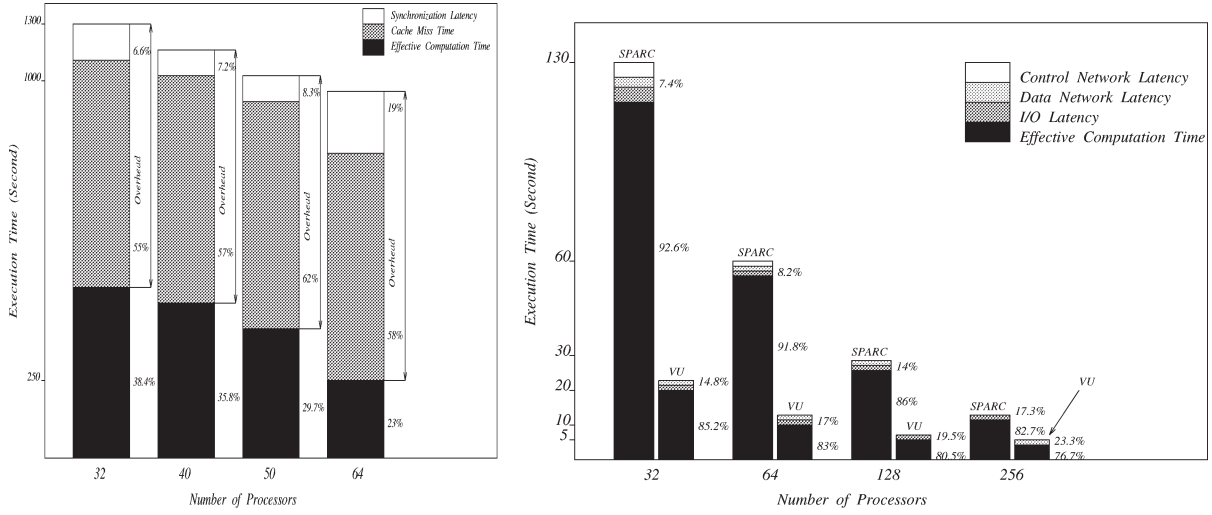 1300
1000
250
Execution Time (Second)
Synchronization Latency
Cache Miss Time
Effective Computation Time
6.6%
Overhead
55%
38.4%
7.2%
Overhead
57%
35.8%
8.3%
Overhead
62%
29.7%
19%
Overhead
58%
23%
32 40 50 64
Number of Processors
130
60
30
20
10
5
Execution Time (Second)
Control Network Latency
Data Network Latency
I/O Latency
Effective Computation Time
SPARC
7.4%
92.6%
VU
14.8%
85.2%
SPARC
8.2%
91.8%
VU
17%
83%
SPARC
14%
86%
VU
19.5%
80.5%
SPARC
17.3%
82.7%
VU
23.3%
76.7%
32 64 128 256
Number of Processors